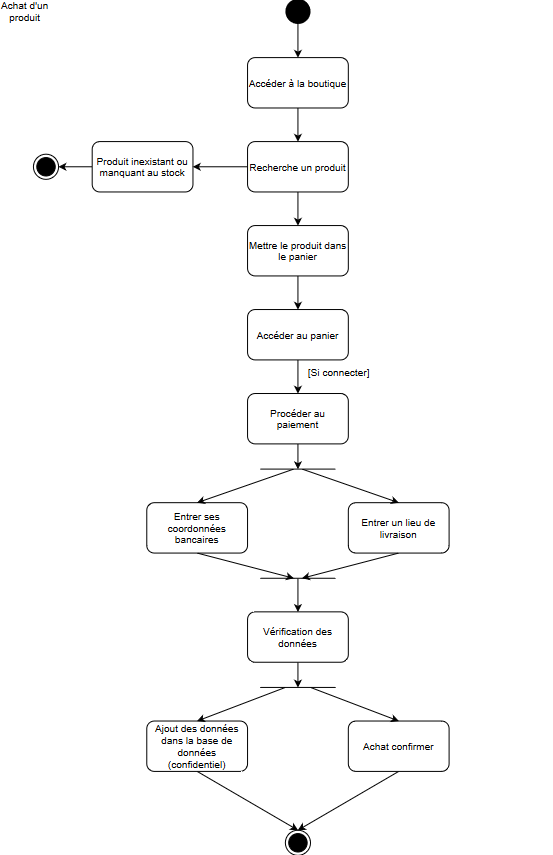 Achat d'un
produit
Accéder à la boutique
Produit inexistant ou
manquant au stock
Recherche un produit
Mettre le produit dans
le panier
Accéder au panier
[Si connecter]
Procéder au
paiement
Entrer ses
coordonnées
bancaires
Entrer un lieu de
livraison
Vérification des
données
Ajout des données
dans la base de
données
(confidentiel)
Achat confirmer